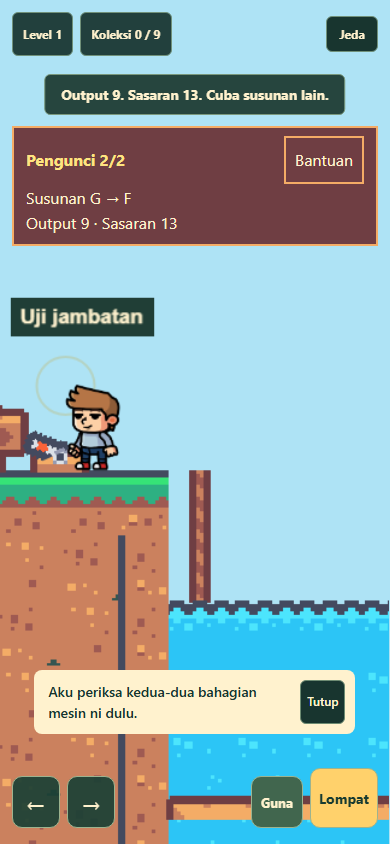 Level 1
Koleksi 0 / 9
Jeda
Output 9. Sasaran 13. Cuba susunan lain.
Pengunci 2/2
Bantuan
Susunan G → F
Output 9 · Sasaran 13
Uji jambatan
Aku periksa kedua-dua bahagian
mesin ni dulu.
Tutup
← →
Guna
Lompat